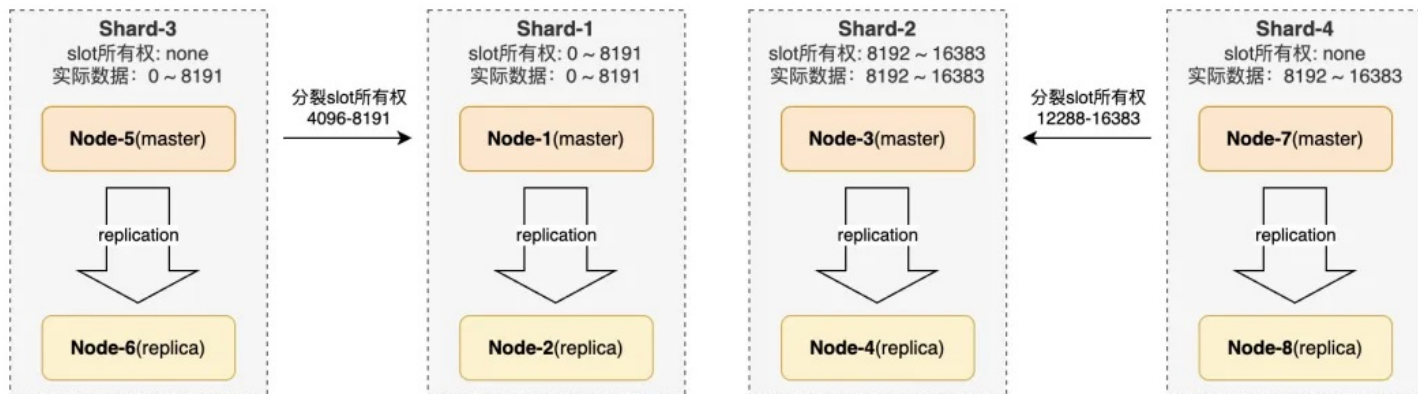 Shard-3
slot所有权: none
实际数据：0 ~ 8191
Node-5(master)
replication
Node-6(replica)
分裂slot所有权
4096-8191
Shard-1
slot所有权: 0 ~ 8191
实际数据：0 ~ 8191
Node-1(master)
replication
Node-2(replica)
Shard-2
slot所有权: 8192 ~ 16383
实际数据：8192 ~ 16383
Node-3(master)
replication
Node-4(replica)
分裂slot所有权
12288-16383
Shard-4
slot所有权: none
实际数据：8192 ~ 16383
Node-7(master)
replication
Node-8(replica)